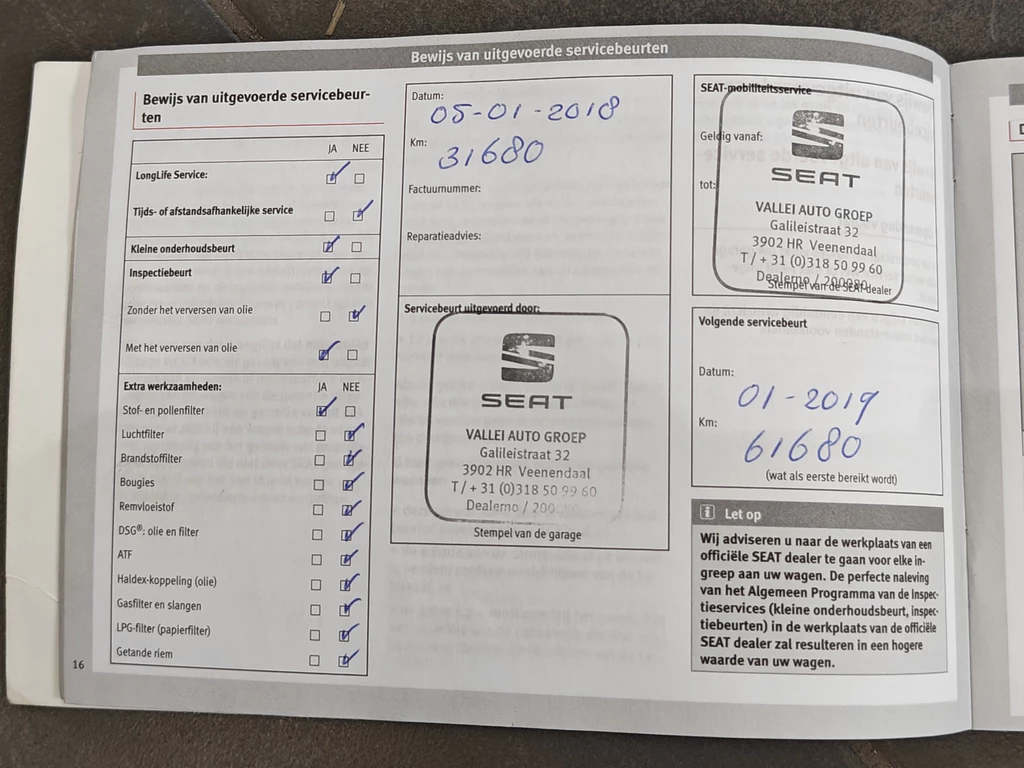 Bewijs van uitgevoerde servicebeurten
Bewijs van uitgevoerde servicebeur-
ten
JA NEE
LongLife Service:
Tijds- of afstandsafhankelijke service
Kleine onderhoudsbeurt
Inspectiebeurt
Zonder het verversen van olie
Met het verversen van olie
Extra werkzaamheden: JA NEE
Stof- en pollenfilter
Luchtfilter
Brandstoffilter
Bougies
Remvloeistof
DSG®: olie en filter
ATF
Haldex-koppeling (olie)
Gasfilter en slangen
LPG-filter (papierfilter)
Getande riem
16
Datum:
05-01-2018
Km:
31680
Factuurnummer:
Reparatieadvies:
Servicebeurt uitgevoerd door:
SEAT
VALLEI AUTO GROEP
Galileistraat 32
3902 HR Veenendaal
T / + 31 (0)318 50 99 60
Dealerno / 200
Stempel van de garage
SEAT-mobiliteitsservice
Geldig vanaf:
tot:
SEAT
VALLEI AUTO GROEP
Galileistraat 32
3902 HR Veenendaal
T / + 31 (0)318 50 99 60
Dealerno /
Stempel van de SEAT-dealer
Volgende servicebeurt
Datum:
01-2019
Km:
61680
(wat als eerste bereikt wordt)
i Let op
Wij adviseren u naar de werkplaats van een
officiële SEAT dealer te gaan voor elke in-
greep aan uw wagen. De perfecte naleving
van het Algemeen Programma van de Inspec-
tieservices (kleine onderhoudsbeurt, inspec-
tiebeurten) in de werkplaats van de officiële
SEAT dealer zal resulteren in een hogere
waarde van uw wagen.